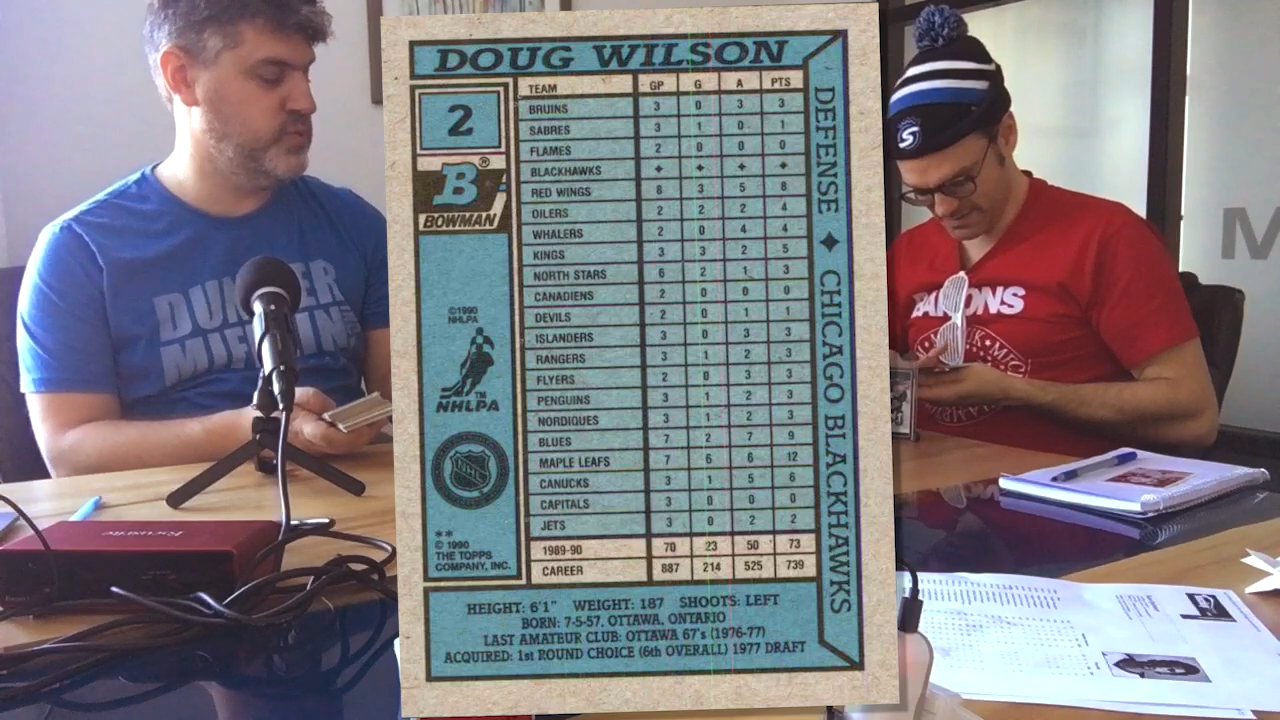 DOUG WILSON
2
B®
BOWMAN
©1990
NHLPA
™
NHLPA
NHL
**
© 1990
THE TOPPS
COMPANY, INC.
TEAM GP G A PTS
BRUINS 3 0 3 3
SABRES 3 1 0 1
FLAMES 2 0 0 0
BLACKHAWKS ✦ ✦ ✦ ✦
RED WINGS 8 3 5 8
OILERS 2 2 2 4
WHALERS 2 0 4 4
KINGS 3 3 2 5
NORTH STARS 6 2 1 3
CANADIENS 2 0 0 0
DEVILS 2 0 1 1
ISLANDERS 3 0 3 3
RANGERS 3 1 2 3
FLYERS 2 0 3 3
PENGUINS 3 1 2 3
NORDIQUES 3 1 2 3
BLUES 7 2 7 9
MAPLE LEAFS 7 6 6 12
CANUCKS 3 1 5 6
CAPITALS 3 0 0 0
JETS 3 0 2 2
1989-90 70 23 50 73
CAREER 887 214 525 739
DEFENSE ✦ CHICAGO BLACKHAWKS
HEIGHT: 6'1" WEIGHT: 187 SHOOTS: LEFT
BORN: 7-5-57, OTTAWA, ONTARIO
LAST AMATEUR CLUB: OTTAWA 67's (1976-77)
ACQUIRED: 1st ROUND CHOICE (6th OVERALL) 1977 DRAFT
Focusrite
S
M